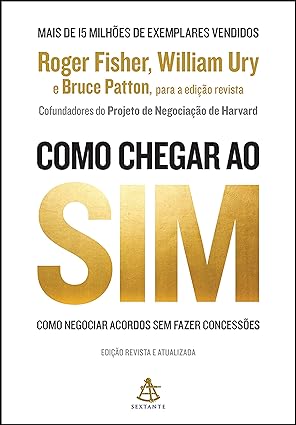 MAIS DE 15 MILHÕES DE EXEMPLARES VENDIDOS
Roger Fisher, William Ury
e Bruce Patton, para a edição revista
Cofundadores do Projeto de Negociação de Harvard
COMO CHEGAR AO
SIM
COMO NEGOCIAR ACORDOS SEM FAZER CONCESSÕES
EDIÇÃO REVISTA E ATUALIZADA
SEXTANTE